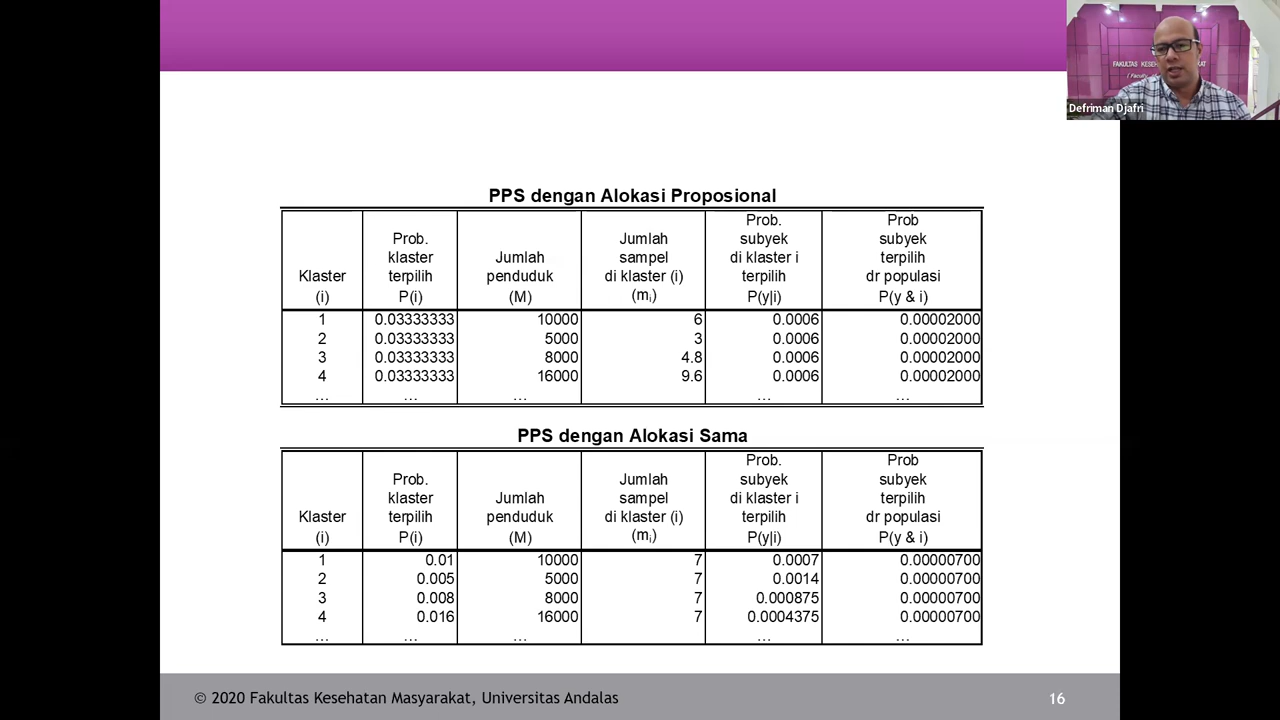 FAKULTAS KESEH
Defriman Djafri
PPS dengan Alokasi Proposional
Klaster (i) Prob. klaster terpilih P(i) Jumlah penduduk (M) Jumlah sampel di klaster (i) (mi) Prob. subyek di klaster i terpilih P(y|i) Prob subyek terpilih dr populasi P(y & i)
1 0.03333333 10000 6 0.0006 0.00002000
2 0.03333333 5000 3 0.0006 0.00002000
3 0.03333333 8000 4.8 0.0006 0.00002000
4 0.03333333 16000 9.6 0.0006 0.00002000
... ... ... ... ...
PPS dengan Alokasi Sama
Klaster (i) Prob. klaster terpilih P(i) Jumlah penduduk (M) Jumlah sampel di klaster (i) (mi) Prob. subyek di klaster i terpilih P(y|i) Prob subyek terpilih dr populasi P(y & i)
1 0.01 10000 7 0.0007 0.00000700
2 0.005 5000 7 0.0014 0.00000700
3 0.008 8000 7 0.000875 0.00000700
4 0.016 16000 7 0.0004375 0.00000700
... ... ... ... ...
© 2020 Fakultas Kesehatan Masyarakat, Universitas Andalas
16